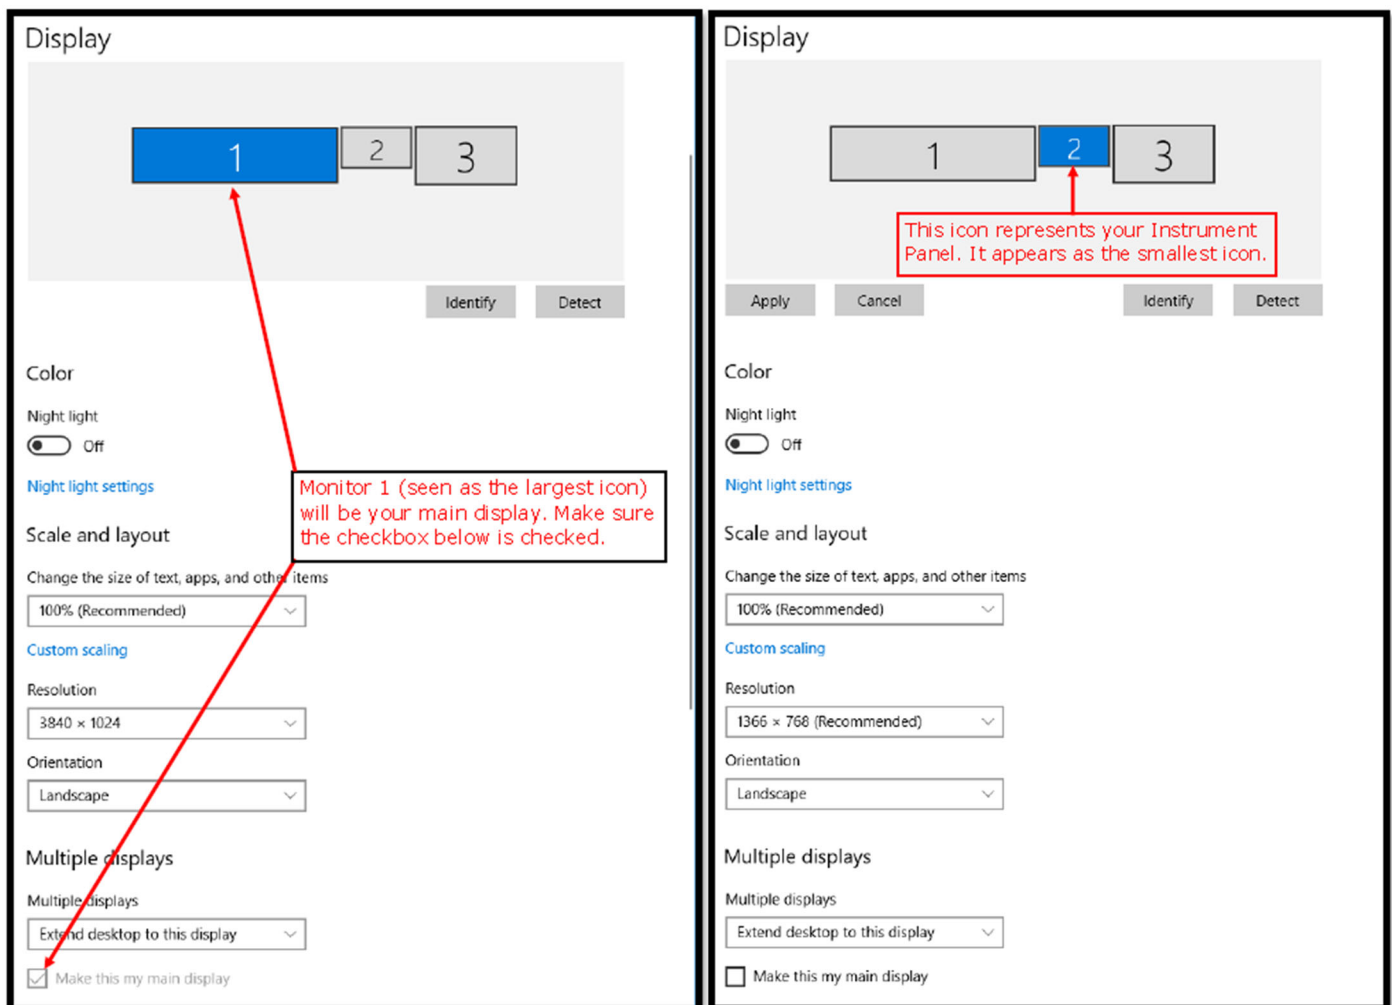 Display
1
2
3
Identify
Detect
Color
Night light
Off
Night light settings
Monitor 1 (seen as the largest icon)
will be your main display. Make sure
the checkbox below is checked.
Scale and layout
Change the size of text, apps, and other items
100% (Recommended)
Custom scaling
Resolution
3840 × 1024
Orientation
Landscape
Multiple displays
Multiple displays
Extend desktop to this display
Make this my main display
Display
1
2
3
This icon represents your Instrument
Panel. It appears as the smallest icon.
Apply
Cancel
Identify
Detect
Color
Night light
Off
Night light settings
Scale and layout
Change the size of text, apps, and other items
100% (Recommended)
Custom scaling
Resolution
1366 × 768 (Recommended)
Orientation
Landscape
Multiple displays
Multiple displays
Extend desktop to this display
Make this my main display